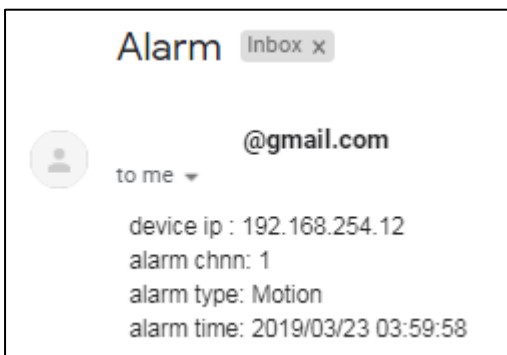 Alarm Inbox x
@gmail.com
to me
device ip : 192.168.254.12
alarm chnn: 1
alarm type: Motion
alarm time: 2019/03/23 03:59:58